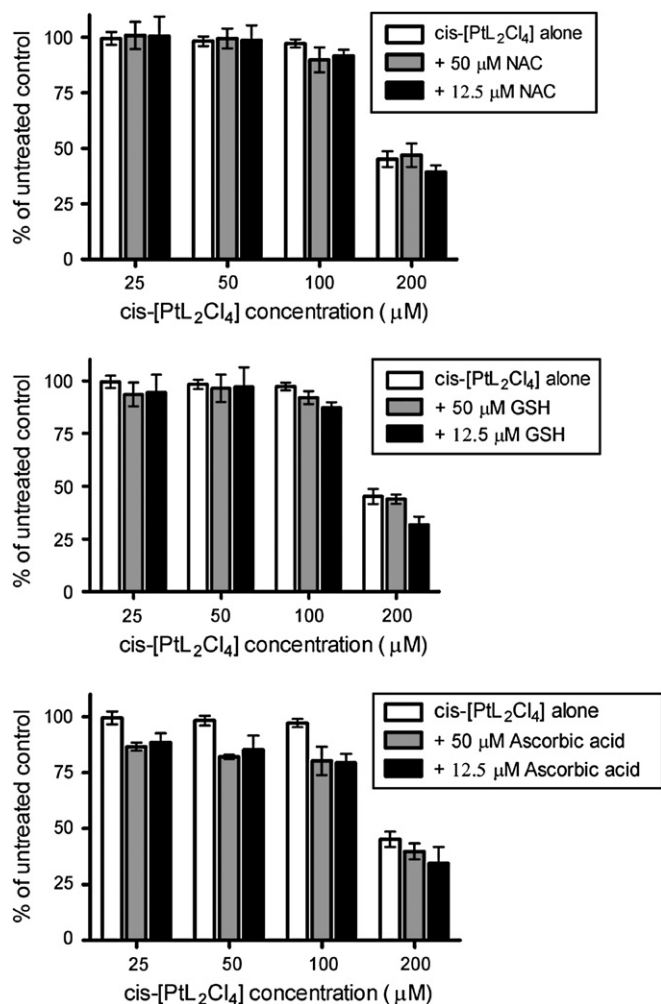 cis-[PtL₂Cl₄] alone
+ 50 μM NAC
+ 12.5 μM NAC
% of untreated control
100
75
50
25
0
25 50 100 200
cis-[PtL₂Cl₄] concentration ( μM)
cis-[PtL₂Cl₄] alone
+ 50 μM GSH
+ 12.5 μM GSH
% of untreated control
100
75
50
25
0
25 50 100 200
cis-[PtL₂Cl₄] concentration ( μM)
cis-[PtL₂Cl₄] alone
+ 50 μM Ascorbic acid
+ 12.5 μM Ascorbic acid
% of untreated control
100
75
50
25
0
25 50 100 200
cis-[PtL₂Cl₄] concentration ( μM)